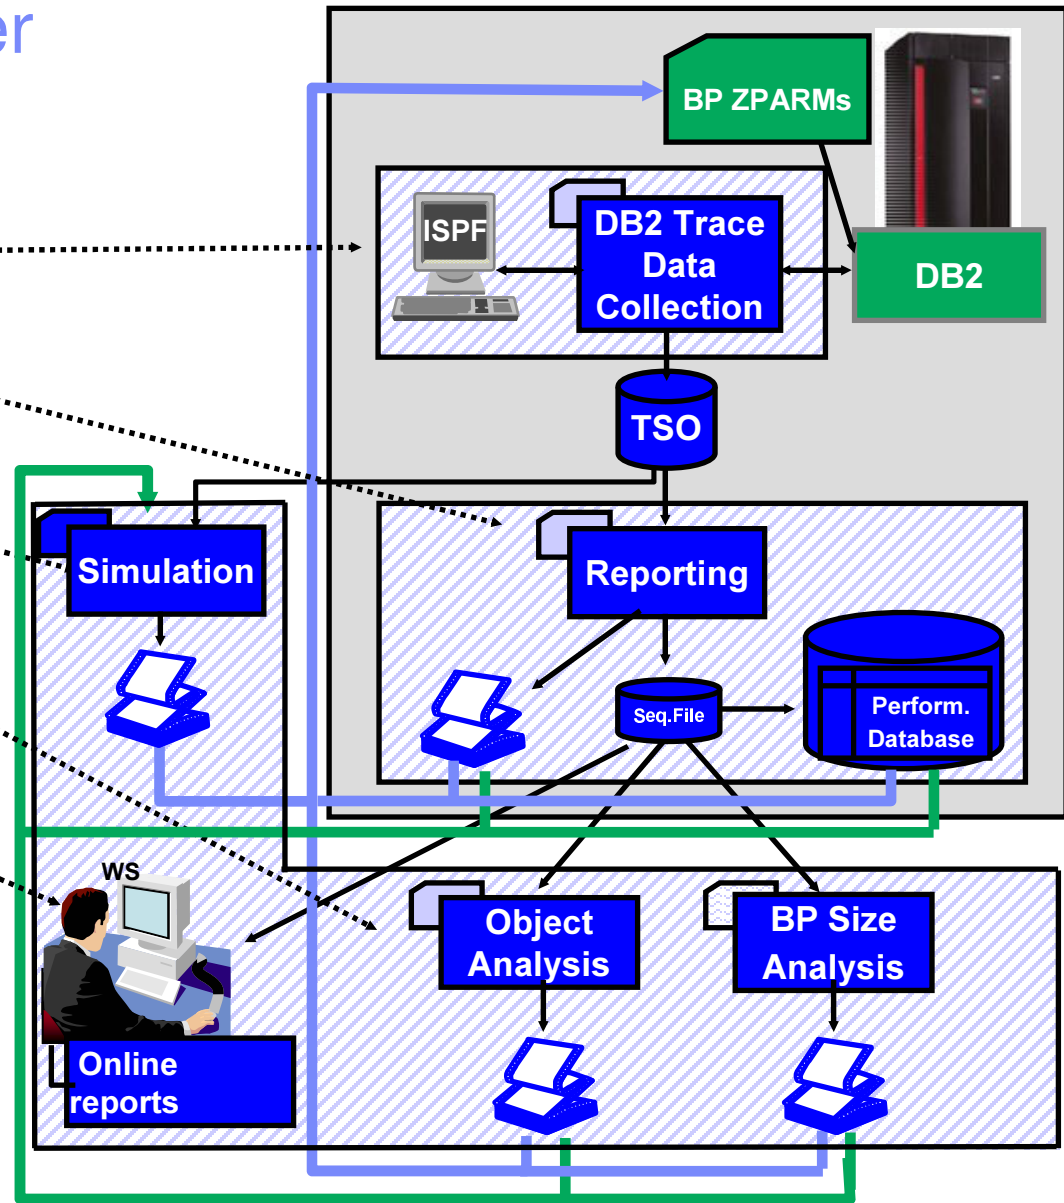 er
BP ZPARMs
ISPF
DB2 Trace
Data
Collection
DB2
TSO
Simulation
Reporting
Seq.File
Perform.
Database
WS
Object
Analysis
BP Size
Analysis
Online
reports